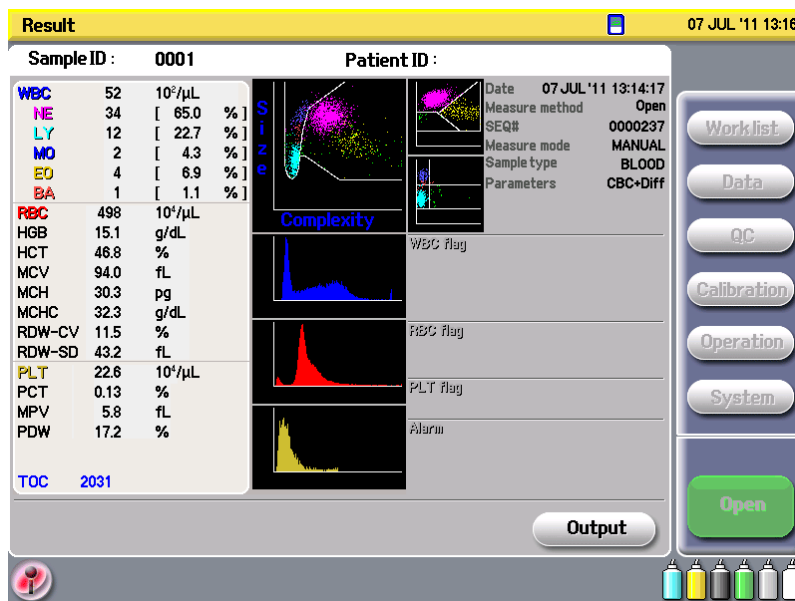 Result 07 JUL '11 13:16
Sample ID : 0001 Patient ID :
WBC 52 10²/µL
NE 34 [ 65.0 % ]
LY 12 [ 22.7 % ]
MO 2 [ 4.3 % ]
EO 4 [ 6.9 % ]
BA 1 [ 1.1 % ]
RBC 498 10⁴/µL
HGB 15.1 g/dL
HCT 46.8 %
MCV 94.0 fL
MCH 30.3 pg
MCHC 32.3 g/dL
RDW-CV 11.5 %
RDW-SD 43.2 fL
PLT 22.6 10⁴/µL
PCT 0.13 %
MPV 5.8 fL
PDW 17.2 %
TOC 2031
Size
Complexity
Date 07 JUL '11 13:14:17
Measure method Open
SEQ# 0000237
Measure mode MANUAL
Sample type BLOOD
Parameters CBC+Diff
WBC flag
RBC flag
PLT flag
Alarm
Output
Work list
Data
QC
Calibration
Operation
System
Open